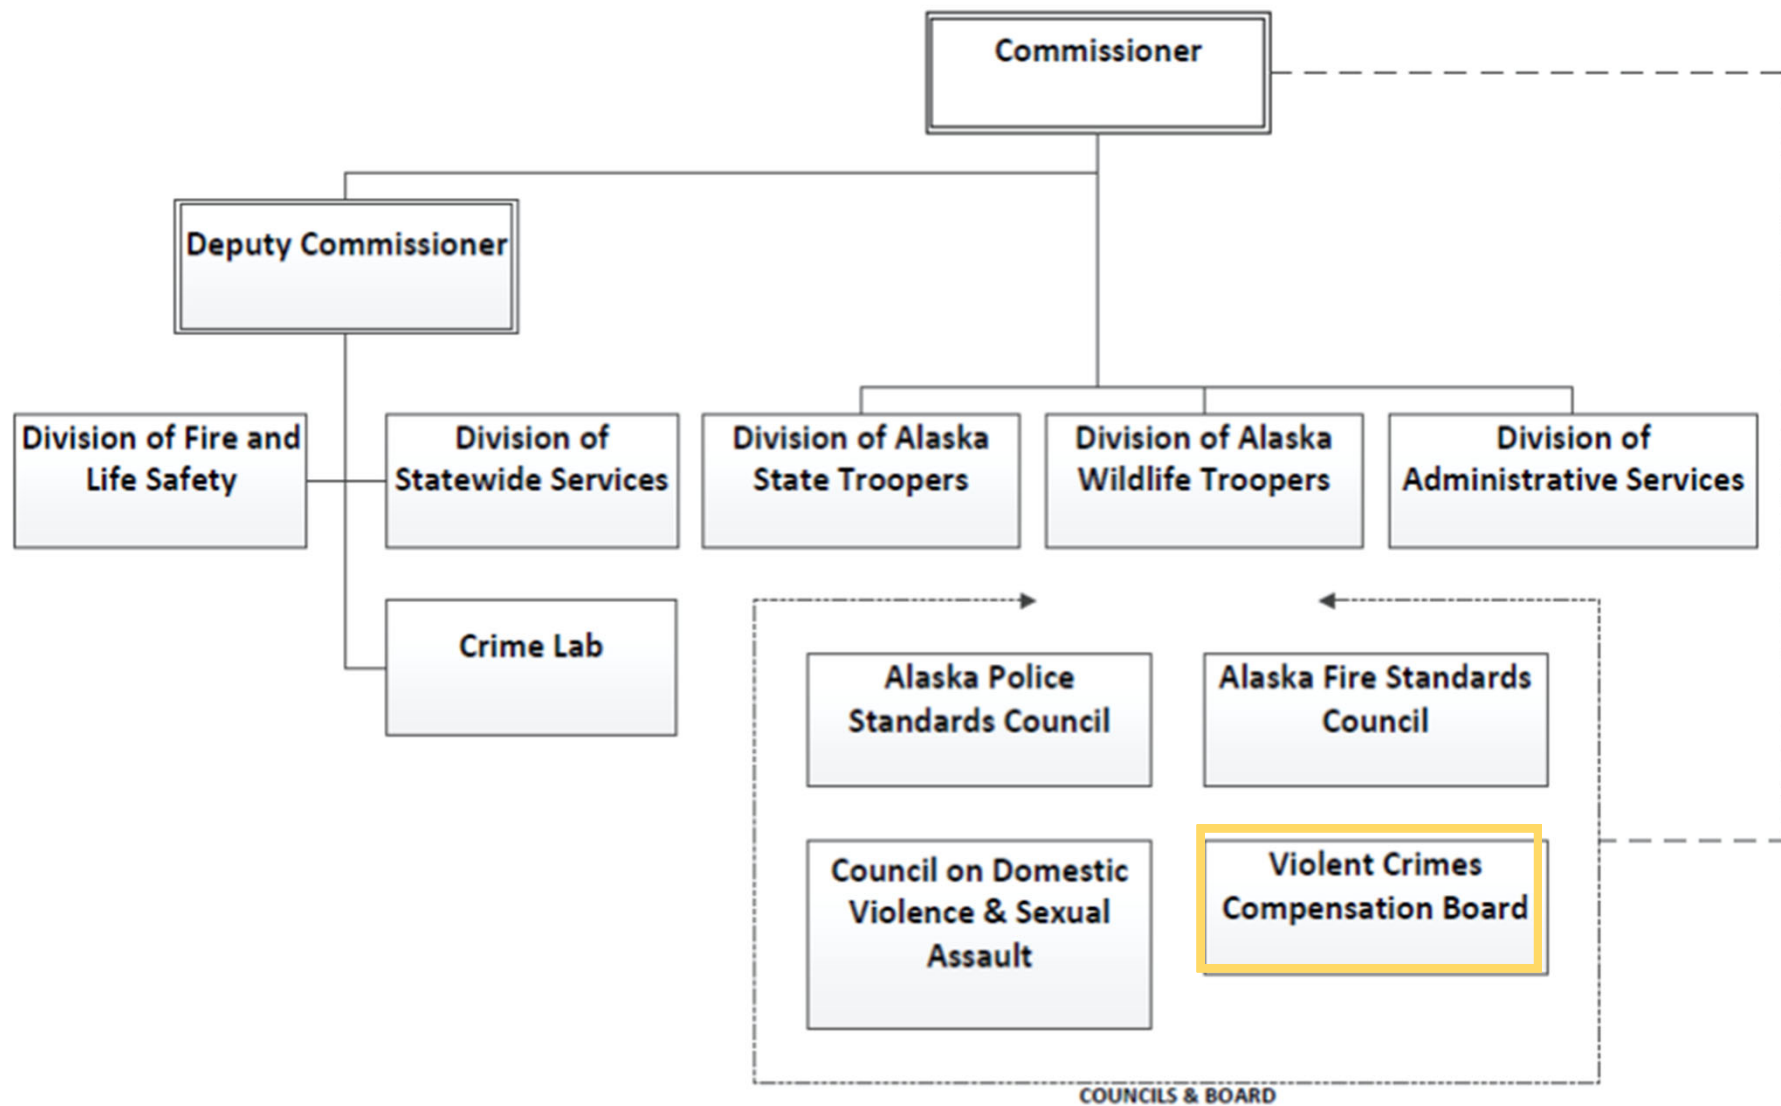 Commissioner
Deputy Commissioner
Division of Fire and
Life Safety
Division of
Statewide Services
Division of Alaska
State Troopers
Division of Alaska
Wildlife Troopers
Division of
Administrative Services
Crime Lab
Alaska Police
Standards Council
Alaska Fire Standards
Council
Council on Domestic
Violence & Sexual
Assault
Violent Crimes
Compensation Board
COUNCILS & BOARD